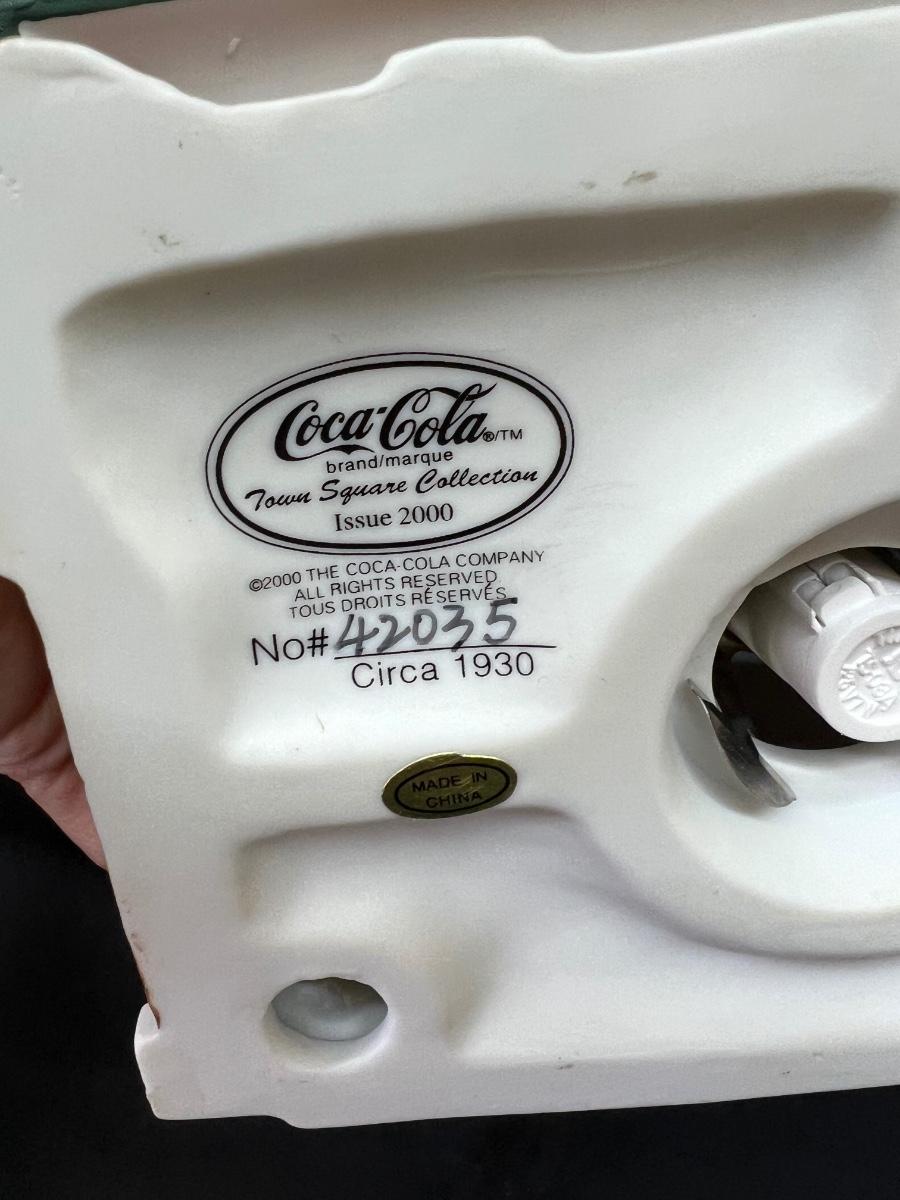 Coca-Cola®/TM
brand/marque
Town Square Collection
Issue 2000
©2000 THE COCA-COLA COMPANY
ALL RIGHTS RESERVED
TOUS DROITS RÉSERVÉS
No# 42035
Circa 1930
MADE IN
CHINA